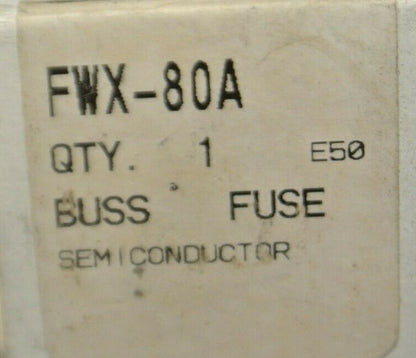 FWX-80A
QTY. 1 E50
BUSS FUSE
SEMICONDUCTOR